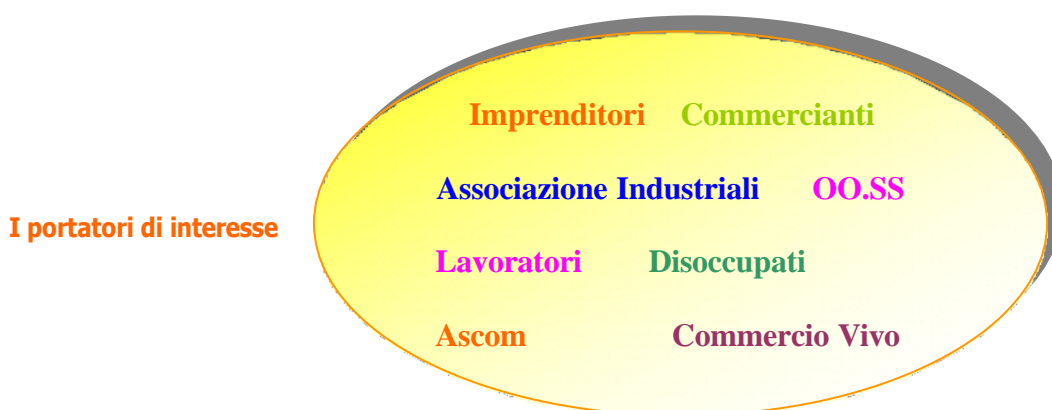 Imprenditori Commercianti
Associazione Industriali OO.SS
I portatori di interesse
Lavoratori Disoccupati
Ascom Commercio Vivo